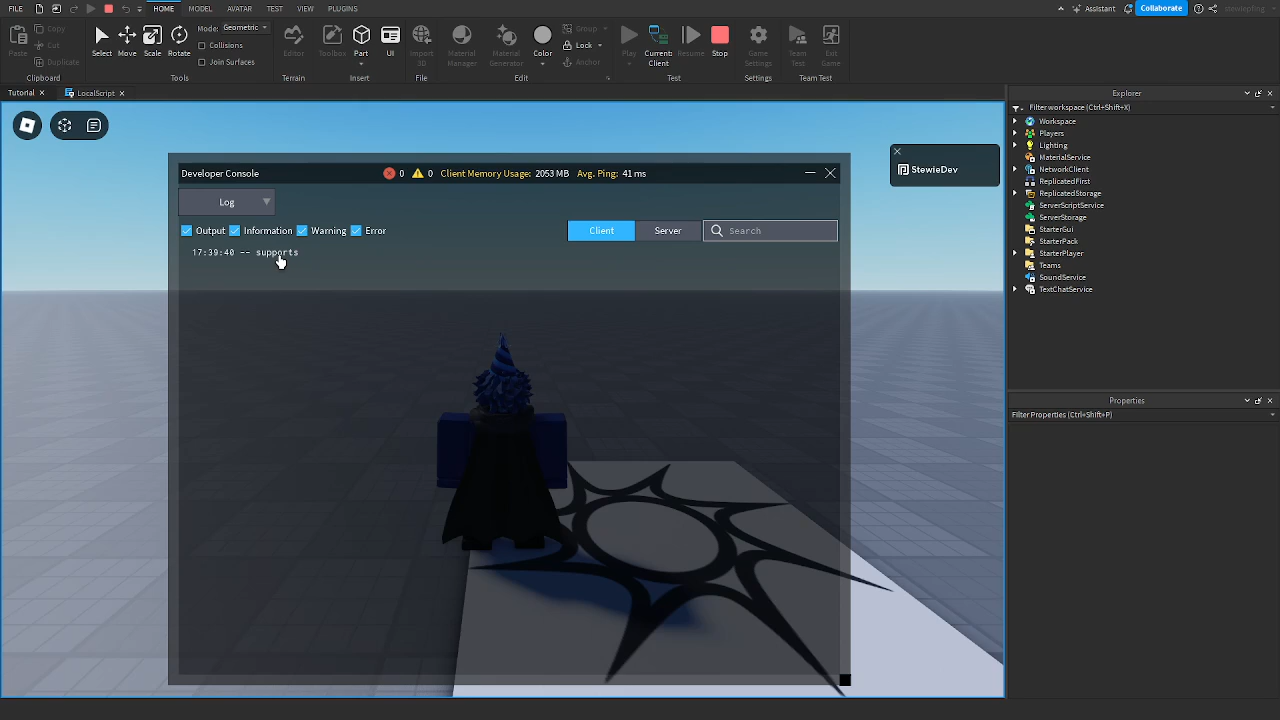 FILE HOME MODEL AVATAR TEST VIEW PLUGINS Assistant Collaborate stewiepfing
Paste Copy Cut Duplicate Select Move Scale Rotate Mode: Geometric Collisions Join Surfaces Editor Toolbox Part UI Import 3D Material Manager Material Generator Color Group Lock Anchor Play Current: Client Resume Stop Game Settings Team Test Exit Game
Clipboard Tools Terrain Insert File Edit Test Settings Team Test
Tutorial LocalScript
Developer Console 0 0 Client Memory Usage: 2053 MB Avg. Ping: 41 ms
Log
Output Information Warning Error Client Server Search
17:39:40 -- supports
StewieDev
Explorer
Filter workspace (Ctrl+Shift+X)
Workspace
Players
Lighting
MaterialService
NetworkClient
ReplicatedFirst
ReplicatedStorage
ServerScriptService
ServerStorage
StarterGui
StarterPack
StarterPlayer
Teams
SoundService
TextChatService
Properties
Filter Properties (Ctrl+Shift+P)